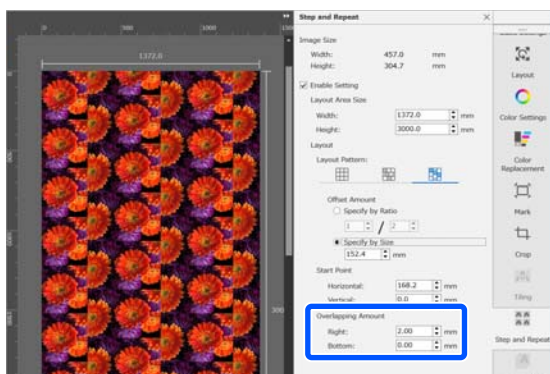 Step and Repeat
Image Size
Width: 457.0 mm
Height: 304.7 mm
Enable Setting
Layout Area Size
Width: 1372.0 mm
Height: 3000.0 mm
Layout
Layout Pattern:
Offset Amount
Specify by Ratio
1 / 2
Specify by Size
152.4 mm
Start Point
Horizontal: 168.2 mm
Vertical: 0.0 mm
Overlapping Amount
Right: 2.00 mm
Bottom: 0.00 mm
0 500 1000
1372.0
Layout
Color Settings
Color
Replacement
Mark
Crop
Tiling
Step and Repeat